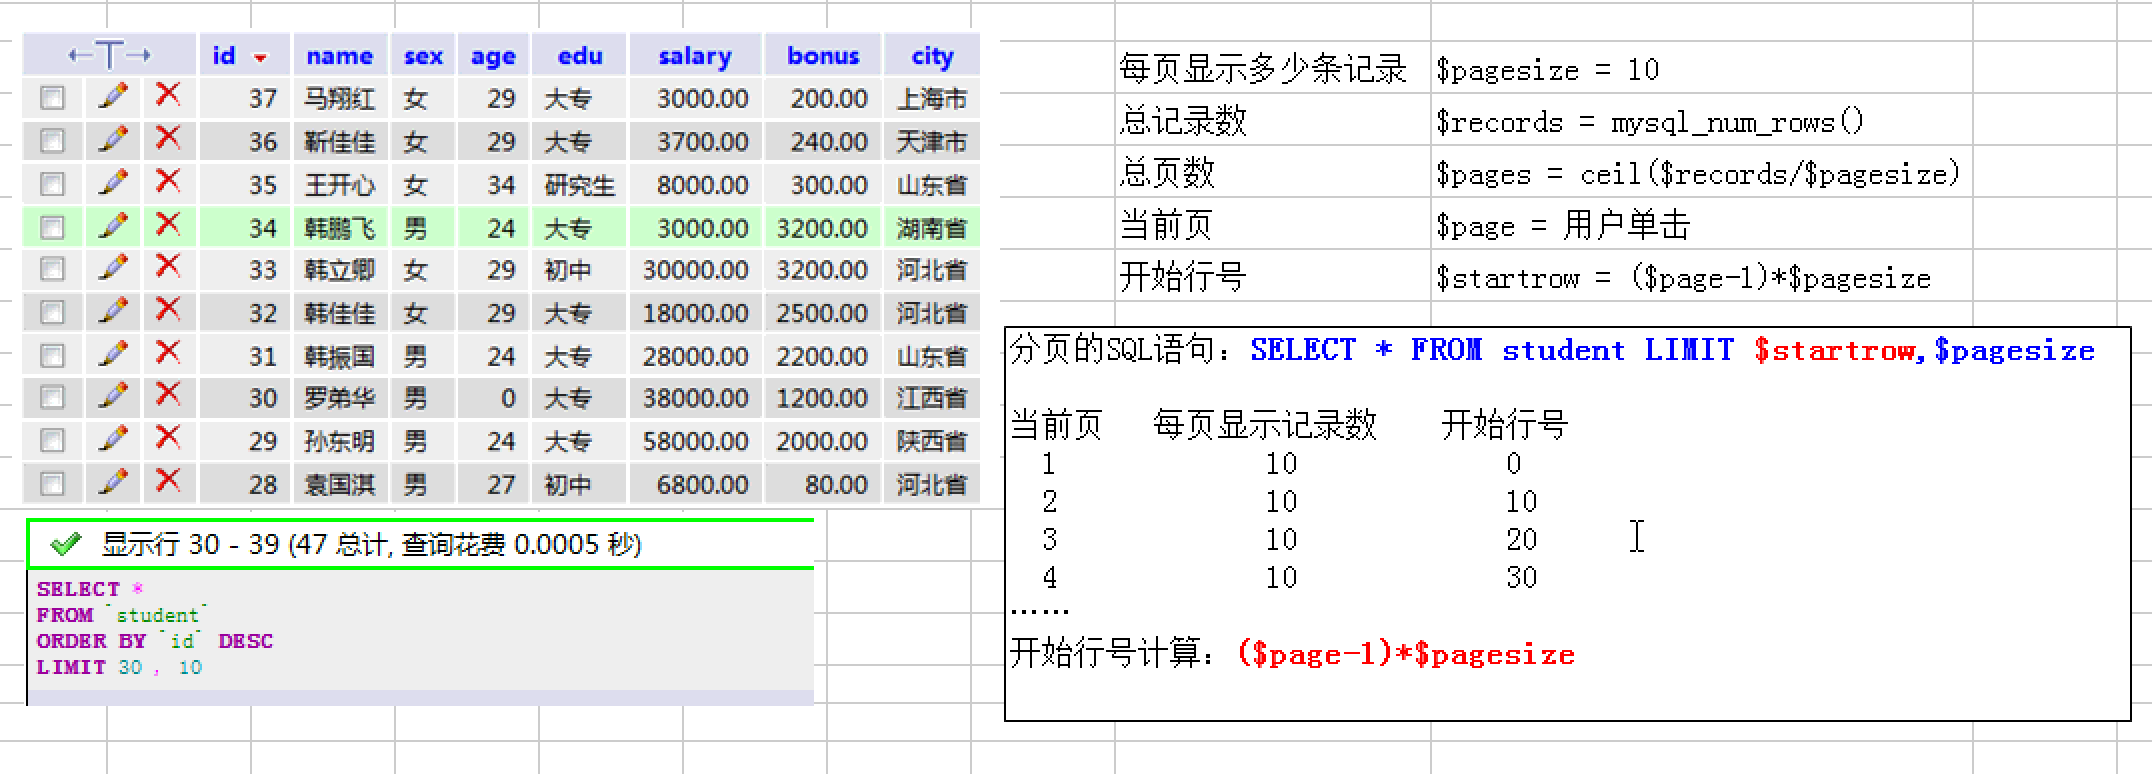 id name sex age edu salary bonus city
37 马翔红 女 29 大专 3000.00 200.00 上海市
36 靳佳佳 女 29 大专 3700.00 240.00 天津市
35 王开心 女 34 研究生 8000.00 300.00 山东省
34 韩鹏飞 男 24 大专 3000.00 3200.00 湖南省
33 韩立卿 女 29 初中 30000.00 3200.00 河北省
32 韩佳佳 女 29 大专 18000.00 2500.00 河北省
31 韩振国 男 24 大专 28000.00 2200.00 山东省
30 罗弟华 男 0 大专 38000.00 1200.00 江西省
29 孙东明 男 24 大专 58000.00 2000.00 陕西省
28 袁国淇 男 27 初中 6800.00 80.00 河北省
显示行 30 - 39 (47 总计, 查询花费 0.0005 秒)
SELECT *
FROM `student`
ORDER BY `id` DESC
LIMIT 30 , 10
每页显示多少条记录 $pagesize = 10
总记录数 $records = mysql_num_rows()
总页数 $pages = ceil($records/$pagesize)
当前页 $page = 用户单击
开始行号 $startrow = ($page-1)*$pagesize
分页的SQL语句：SELECT * FROM student LIMIT $startrow,$pagesize
当前页 每页显示记录数 开始行号
1 10 0
2 10 10
3 10 20
4 10 30
……
开始行号计算：($page-1)*$pagesize